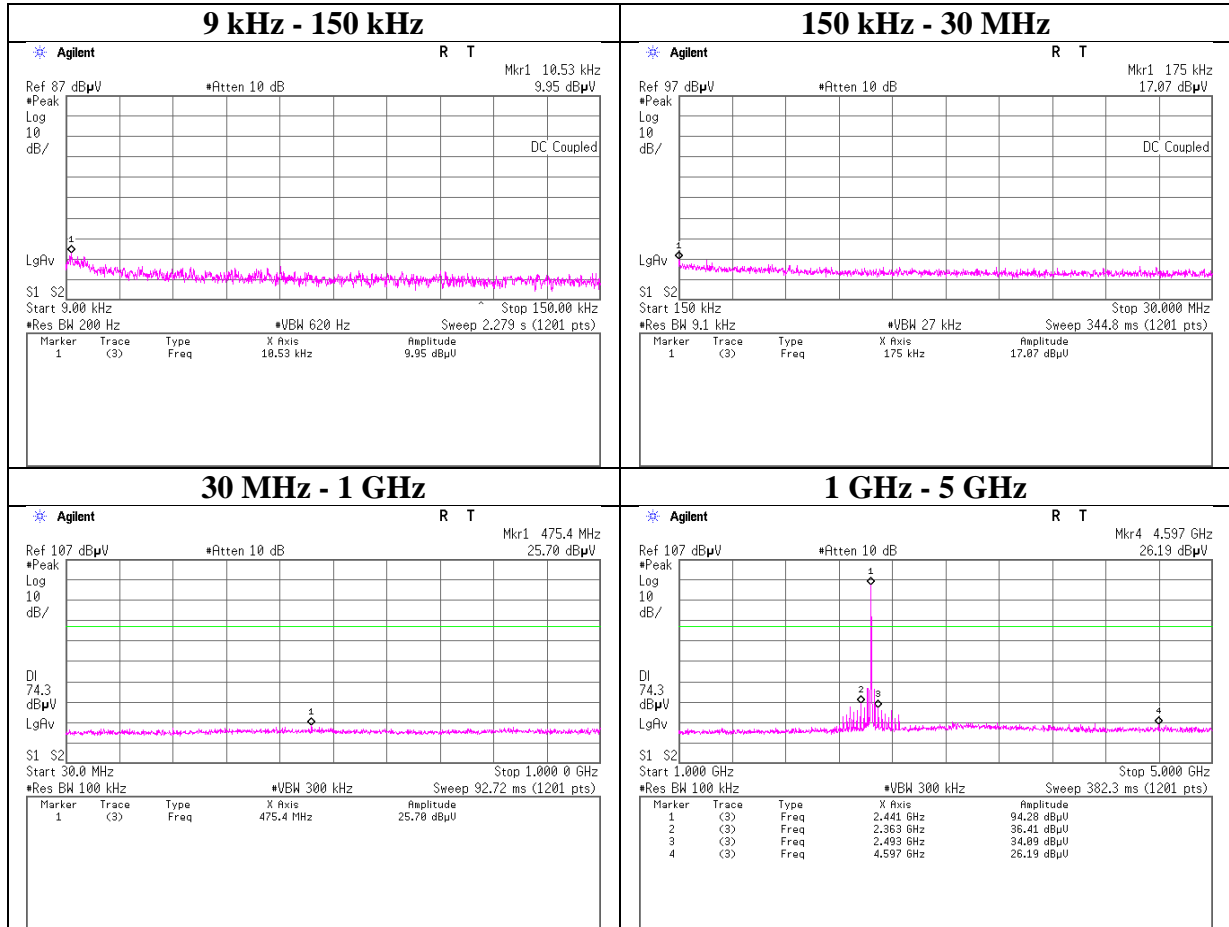 9 kHz - 150 kHz
Agilent R T
Mkr1 10.53 kHz
Ref 87 dBµV #Atten 10 dB 9.95 dBµV
#Peak
Log
10
dB/
DC Coupled
1
LgAv
S1 S2
Start 9.00 kHz ^ Stop 150.00 kHz
#Res BW 200 Hz #VBW 620 Hz Sweep 2.279 s (1201 pts)
Marker Trace Type X Axis Amplitude
1 (3) Freq 10.53 kHz 9.95 dBµV
150 kHz - 30 MHz
Agilent R T
Mkr1 175 kHz
Ref 97 dBµV #Atten 10 dB 17.07 dBµV
#Peak
Log
10
dB/
DC Coupled
1
LgAv
S1 S2
Start 150 kHz Stop 30.000 MHz
#Res BW 9.1 kHz #VBW 27 kHz Sweep 344.8 ms (1201 pts)
Marker Trace Type X Axis Amplitude
1 (3) Freq 175 kHz 17.07 dBµV
30 MHz - 1 GHz
Agilent R T
Mkr1 475.4 MHz
Ref 107 dBµV #Atten 10 dB 25.70 dBµV
#Peak
Log
10
dB/
DI
74.3
dBµV
1
LgAv
S1 S2
Start 30.0 MHz Stop 1.000 0 GHz
#Res BW 100 kHz #VBW 300 kHz Sweep 92.72 ms (1201 pts)
Marker Trace Type X Axis Amplitude
1 (3) Freq 475.4 MHz 25.70 dBµV
1 GHz - 5 GHz
Agilent R T
Mkr4 4.597 GHz
Ref 107 dBµV #Atten 10 dB 26.19 dBµV
#Peak
1
Log
10
dB/
DI
74.3
2 3
dBµV
4
LgAv
S1 S2
Start 1.000 GHz Stop 5.000 GHz
#Res BW 100 kHz #VBW 300 kHz Sweep 382.3 ms (1201 pts)
Marker Trace Type X Axis Amplitude
1 (3) Freq 2.441 GHz 94.28 dBµV
2 (3) Freq 2.363 GHz 36.41 dBµV
3 (3) Freq 2.493 GHz 34.09 dBµV
4 (3) Freq 4.597 GHz 26.19 dBµV